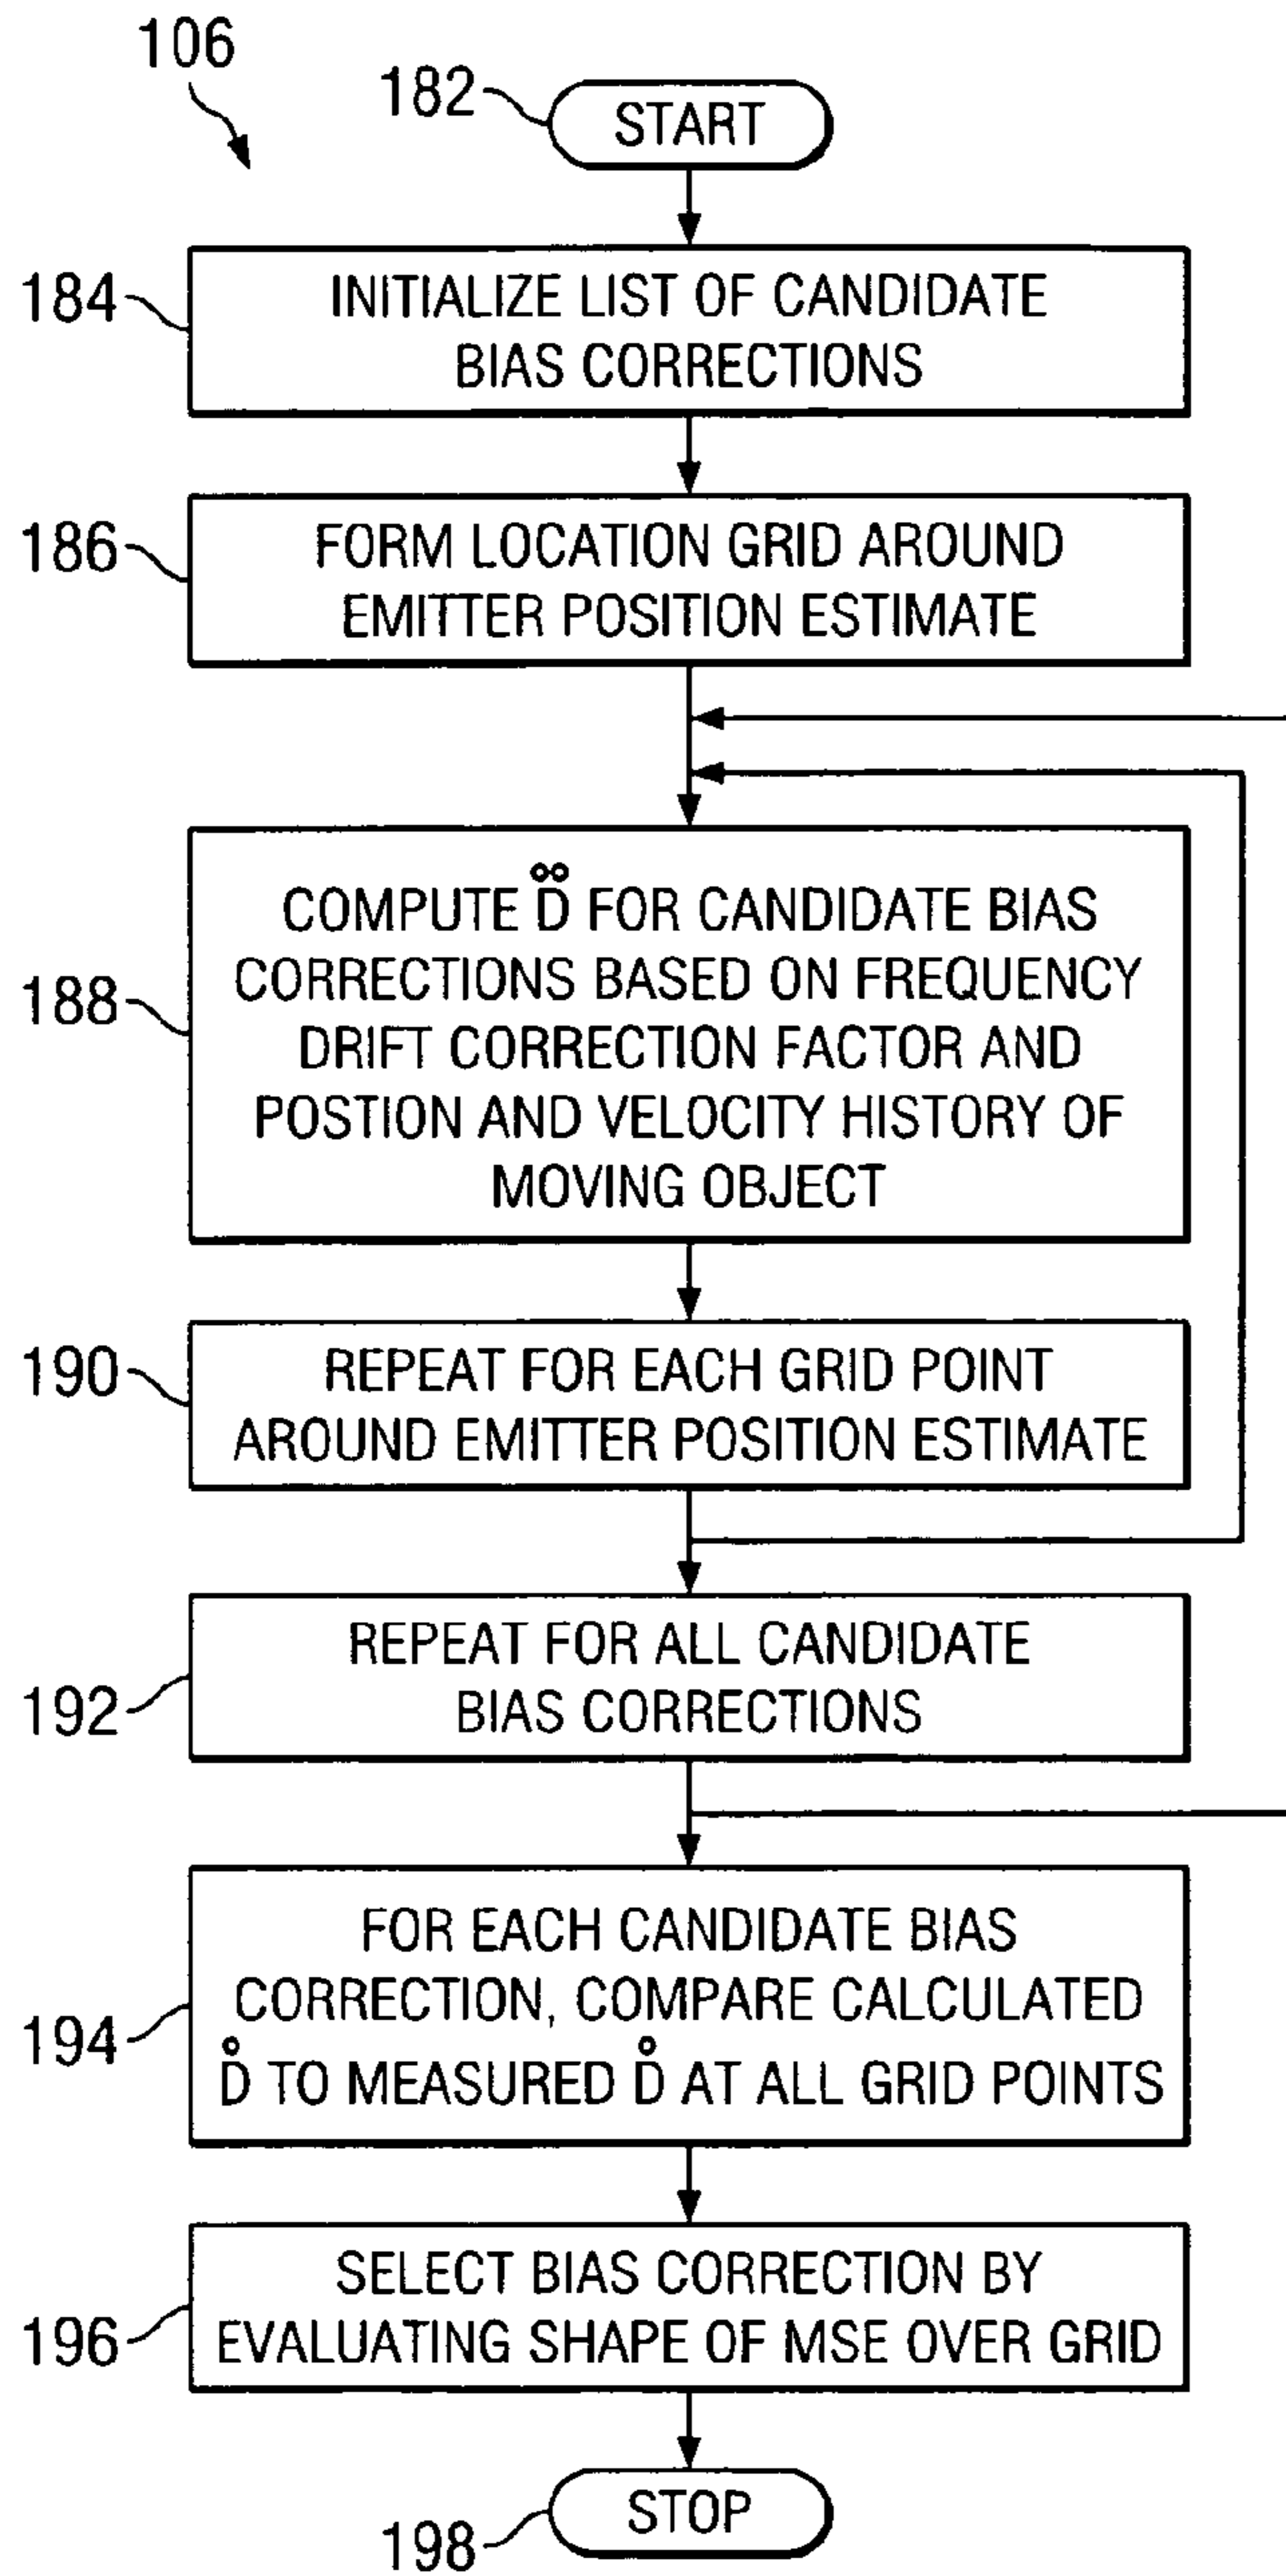 106
182
START
184
INITIALIZE LIST OF CANDIDATE
BIAS CORRECTIONS
186
FORM LOCATION GRID AROUND
EMITTER POSITION ESTIMATE
188
COMPUTE D̊̊ FOR CANDIDATE BIAS
CORRECTIONS BASED ON FREQUENCY
DRIFT CORRECTION FACTOR AND
POSTION AND VELOCITY HISTORY OF
MOVING OBJECT
190
REPEAT FOR EACH GRID POINT
AROUND EMITTER POSITION ESTIMATE
192
REPEAT FOR ALL CANDIDATE
BIAS CORRECTIONS
194
FOR EACH CANDIDATE BIAS
CORRECTION, COMPARE CALCULATED
D̊ TO MEASURED D̊ AT ALL GRID POINTS
196
SELECT BIAS CORRECTION BY
EVALUATING SHAPE OF MSE OVER GRID
198
STOP